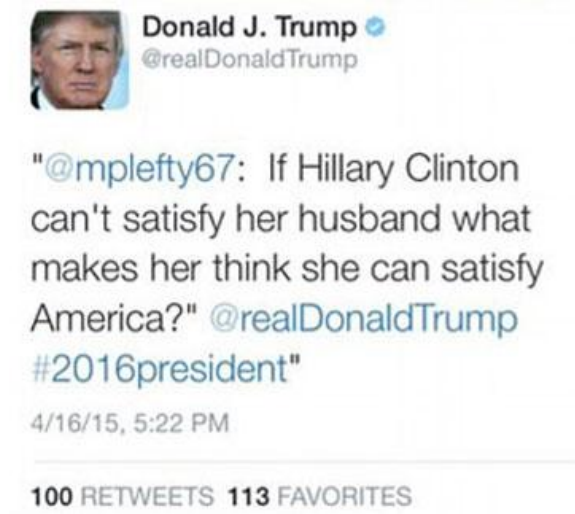 Donald J. Trump
@realDonaldTrump
"@mplefty67: If Hillary Clinton
can't satisfy her husband what
makes her think she can satisfy
America?" @realDonaldTrump
#2016president"
4/16/15, 5:22 PM
100 RETWEETS 113 FAVORITES